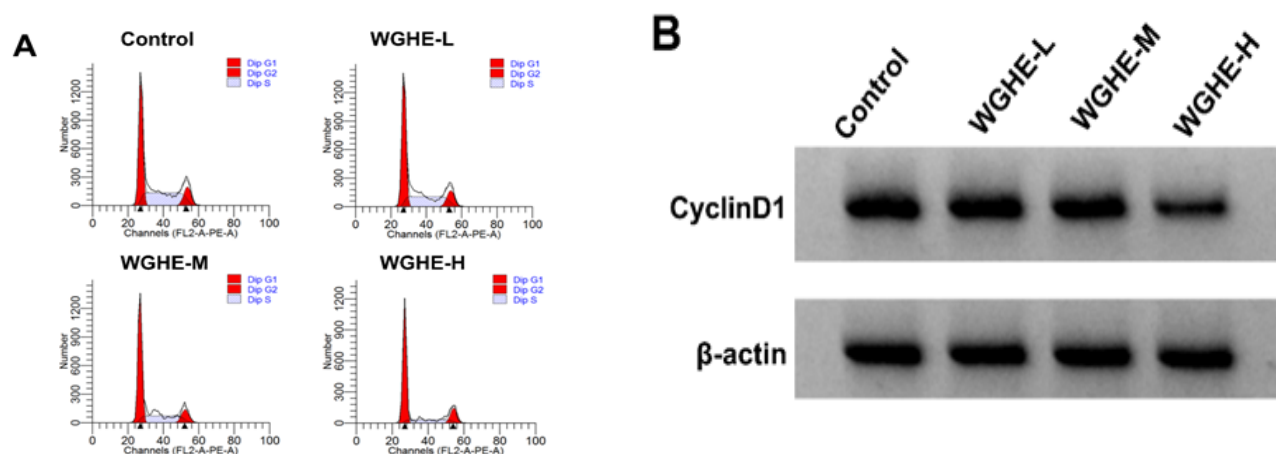 A
Control
Dip G1
Dip G2
Dip S
Number
1200
900
600
300
0
0 20 40 60 80 100
Channels (FL2-A-PE-A)
WGHE-L
Dip G1
Dip G2
Dip S
Number
1200
900
600
300
0
0 20 40 60 80 100
Channels (FL2-A-PE-A)
WGHE-M
Dip G1
Dip G2
Dip S
Number
1200
900
600
300
0
0 20 40 60 80 100
Channels (FL2-A-PE-A)
WGHE-H
Dip G1
Dip G2
Dip S
Number
1200
900
600
300
0
0 20 40 60 80 100
Channels (FL2-A-PE-A)
B
Control WGHE-L WGHE-M WGHE-H
CyclinD1
β-actin